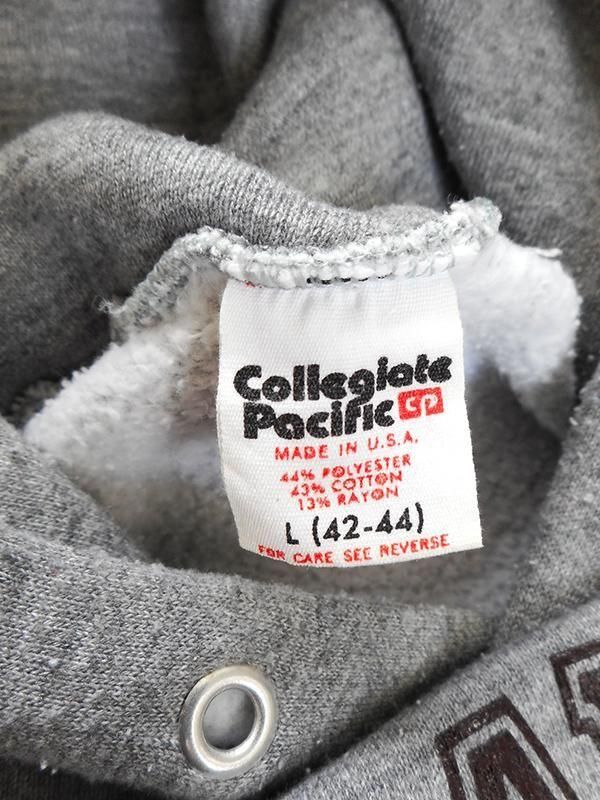 Collegiate
Pacific CP
MADE IN U.S.A.
44% POLYESTER
43% COTTON
13% RAYON
L (42-44)
FOR CARE SEE REVERSE